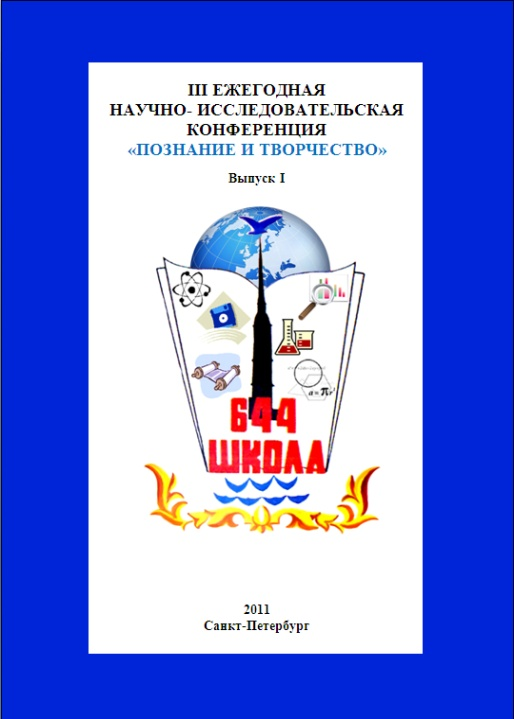 III ЕЖЕГОДНАЯ
НАУЧНО- ИССЛЕДОВАТЕЛЬСКАЯ
КОНФЕРЕНЦИЯ
«ПОЗНАНИЕ И ТВОРЧЕСТВО»
Выпуск I
644
ШКОЛА
2011
Санкт-Петербург